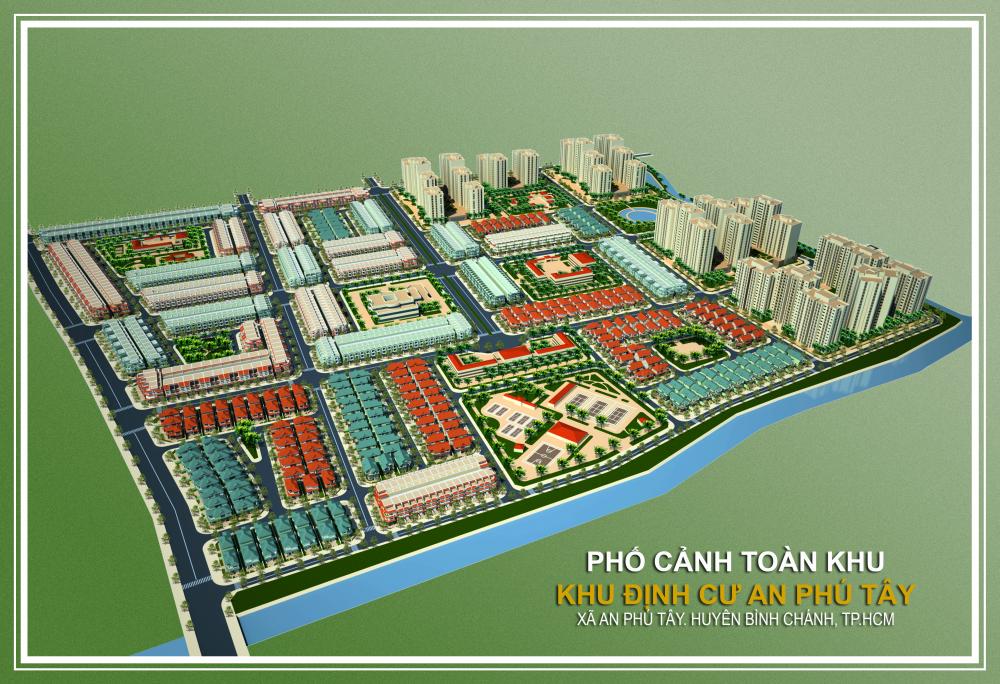 PHỐ CẢNH TOÀN KHU
KHU ĐỊNH CƯ AN PHÚ TÂY
XÃ AN PHÚ TÂY. HUYỆN BÌNH CHÁNH, TP.HCM